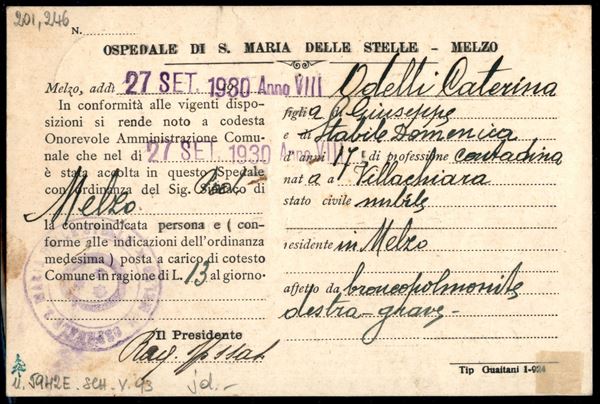 201,246
N.
OSPEDALE DI S. MARIA DELLE STELLE - MELZO
Melzo, addì 27 SET. 1930 Anno VIII
In conformità alle vigenti dispo-
sizioni si rende noto a codesta
Onorevole Amministrazione Comu-
nale che nel dì 27 SET. 1930 Anno VIII
è stata accolta in questo Spedale
con ordinanza del Sig. Sindaco di
Melzo
la controindicata persona e ( con-
forme alle indicazioni dell'ordinanza
medesima ) posta a carico di cotesto
Comune in ragione di L. 13 al giorno.
Il Presidente
Rag.
Odelli Caterina
figlia di Giuseppe
e di Stabile Domenica
d'anni 17 di professione contadina
nata a Villachiara
stato civile nubile
residente in Melzo
affetto da broncopolmonite
destra grave
Tip Guaitani 1-924